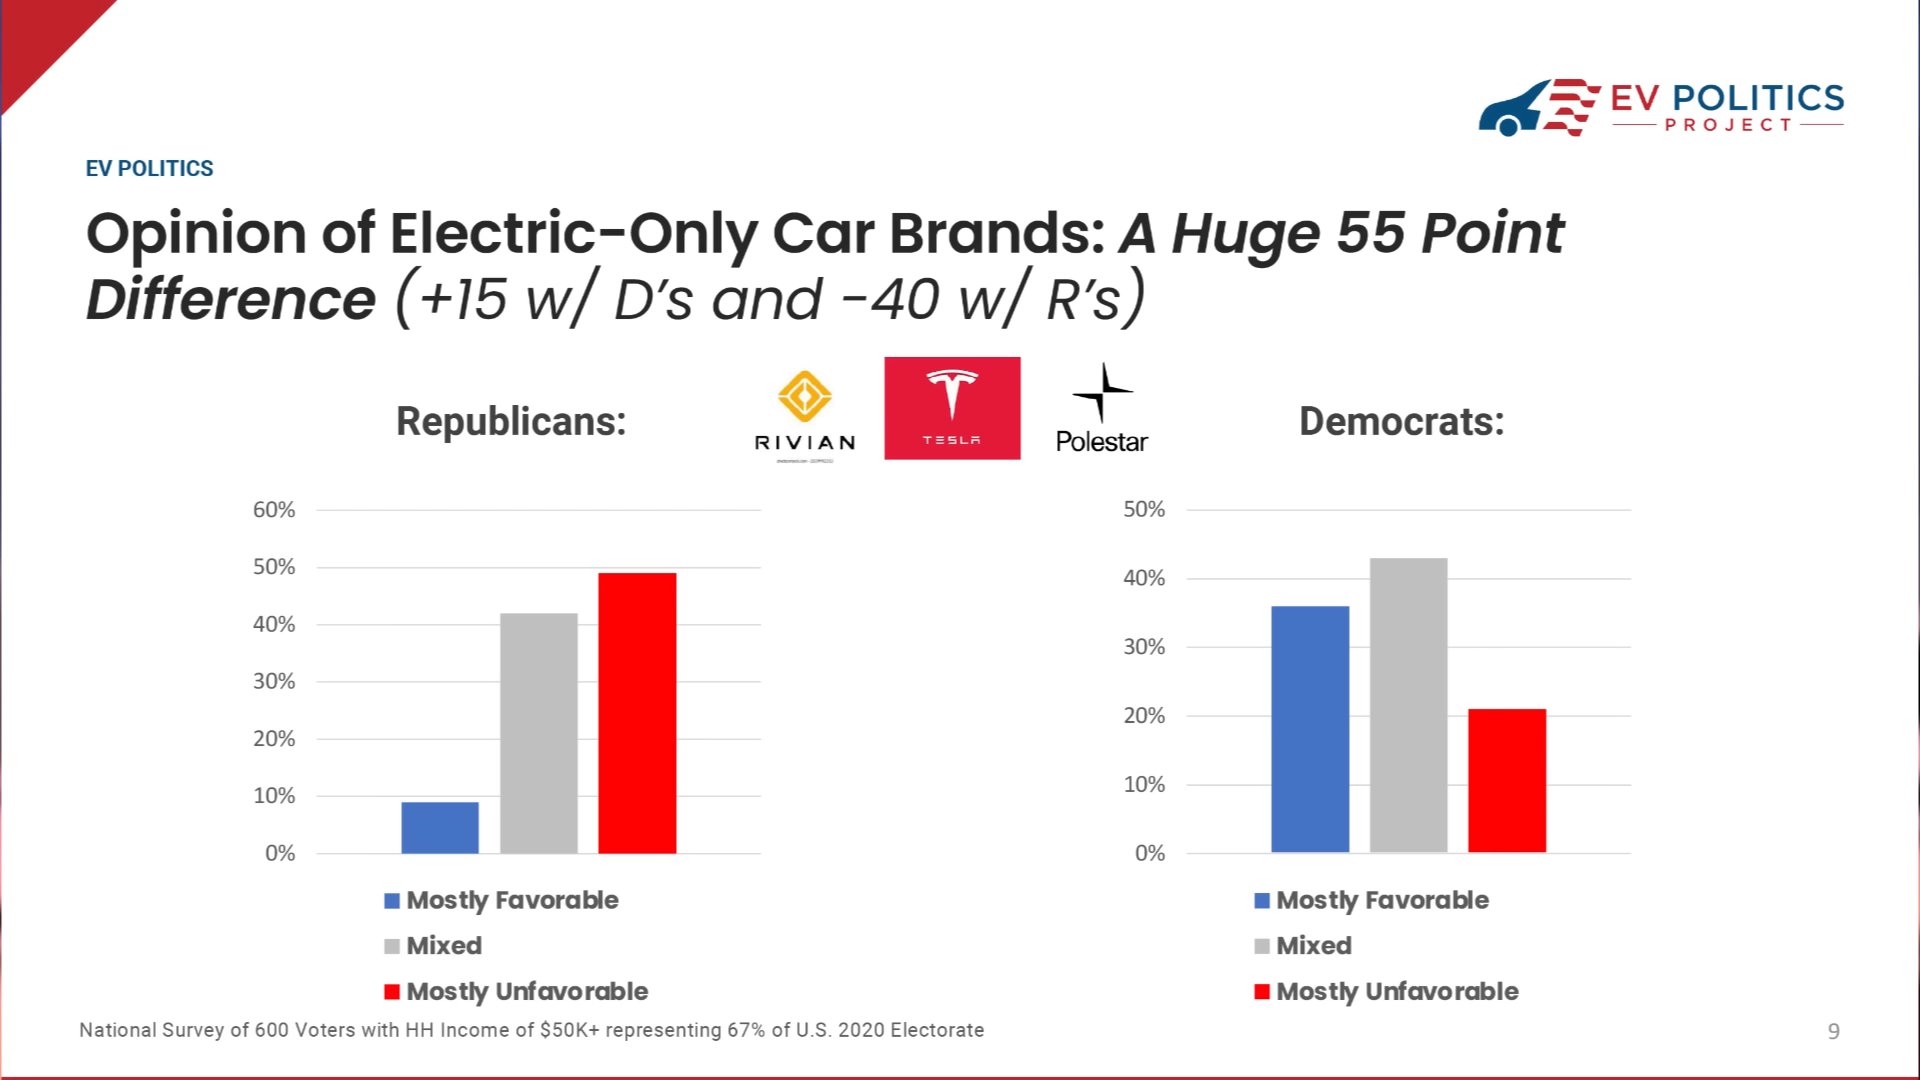 EV POLITICS
PROJECT
EV POLITICS
Opinion of Electric-Only Car Brands: A Huge 55 Point
Difference (+15 w/ D’s and -40 w/ R’s)
Republicans:
RIVIAN
TESLA
Polestar
Democrats:
60%
50%
40%
30%
20%
10%
0%
Mostly Favorable
Mixed
Mostly Unfavorable
50%
40%
30%
20%
10%
0%
Mostly Favorable
Mixed
Mostly Unfavorable
National Survey of 600 Voters with HH Income of $50K+ representing 67% of U.S. 2020 Electorate
9